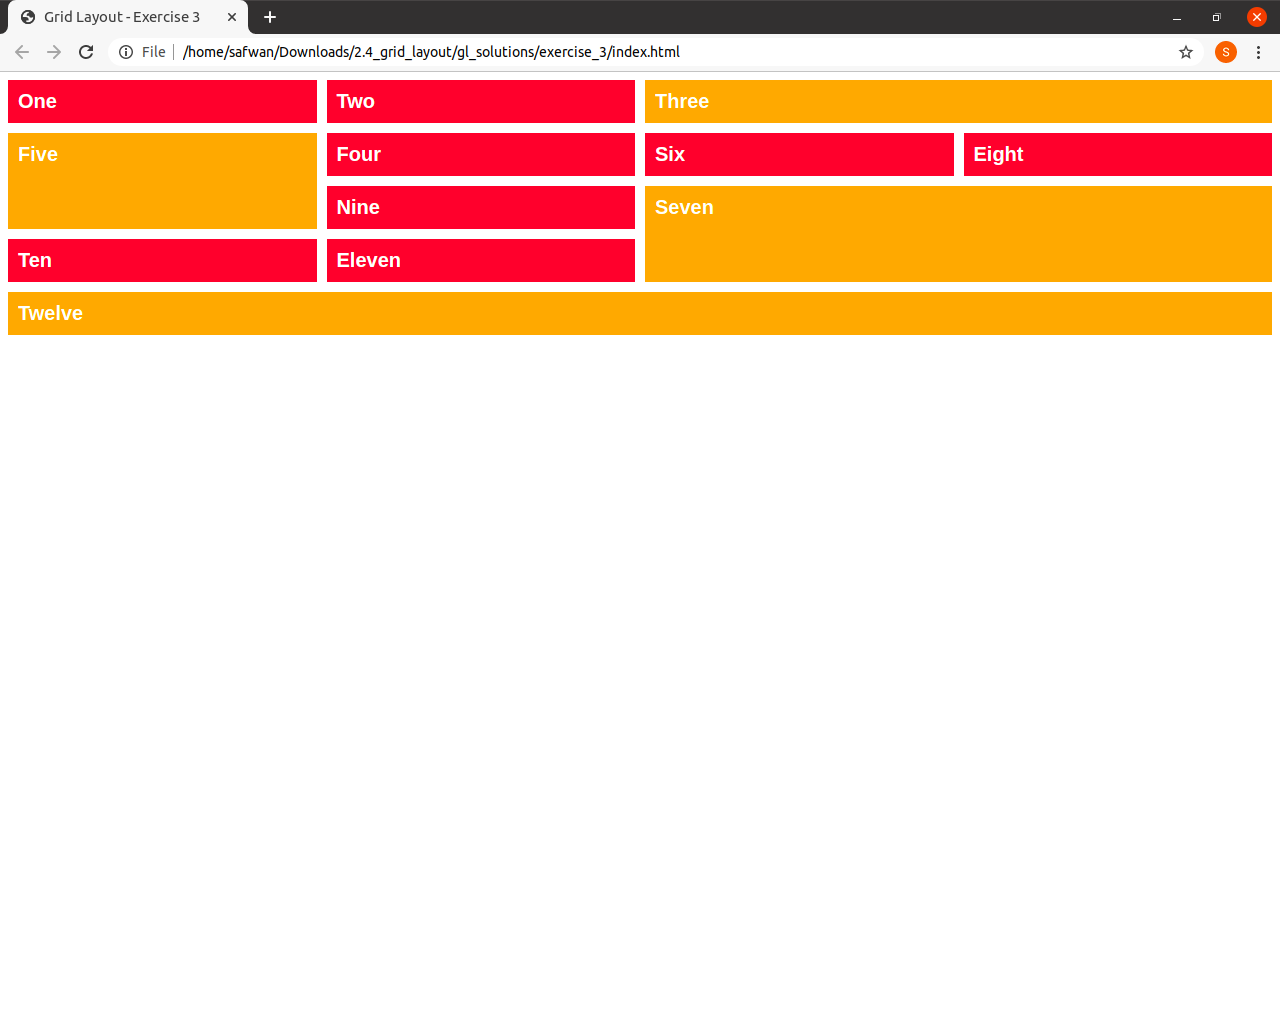 Grid Layout - Exercise 3
File | /home/safwan/Downloads/2.4_grid_layout/gl_solutions/exercise_3/index.html S
One Two Three
Five Four Six Eight
Nine Seven
Ten Eleven
Twelve